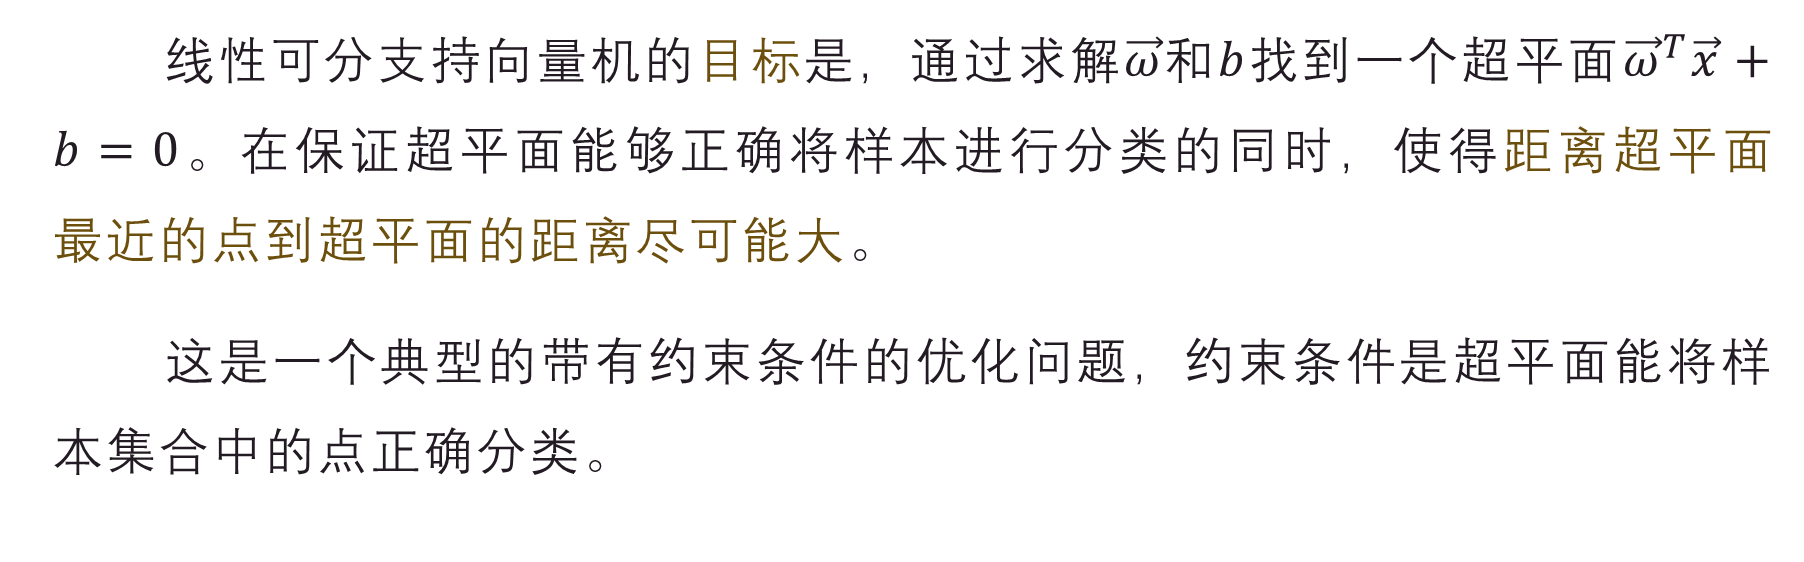 线性可分支持向量机的目标是，通过求解$\vec{\omega}$和$b$找到一个超平面$\vec{\omega}^T\vec{x}+$
$b=0$。在保证超平面能够正确将样本进行分类的同时，使得距离超平面
最近的点到超平面的距离尽可能大。
这是一个典型的带有约束条件的优化问题，约束条件是超平面能将样
本集合中的点正确分类。